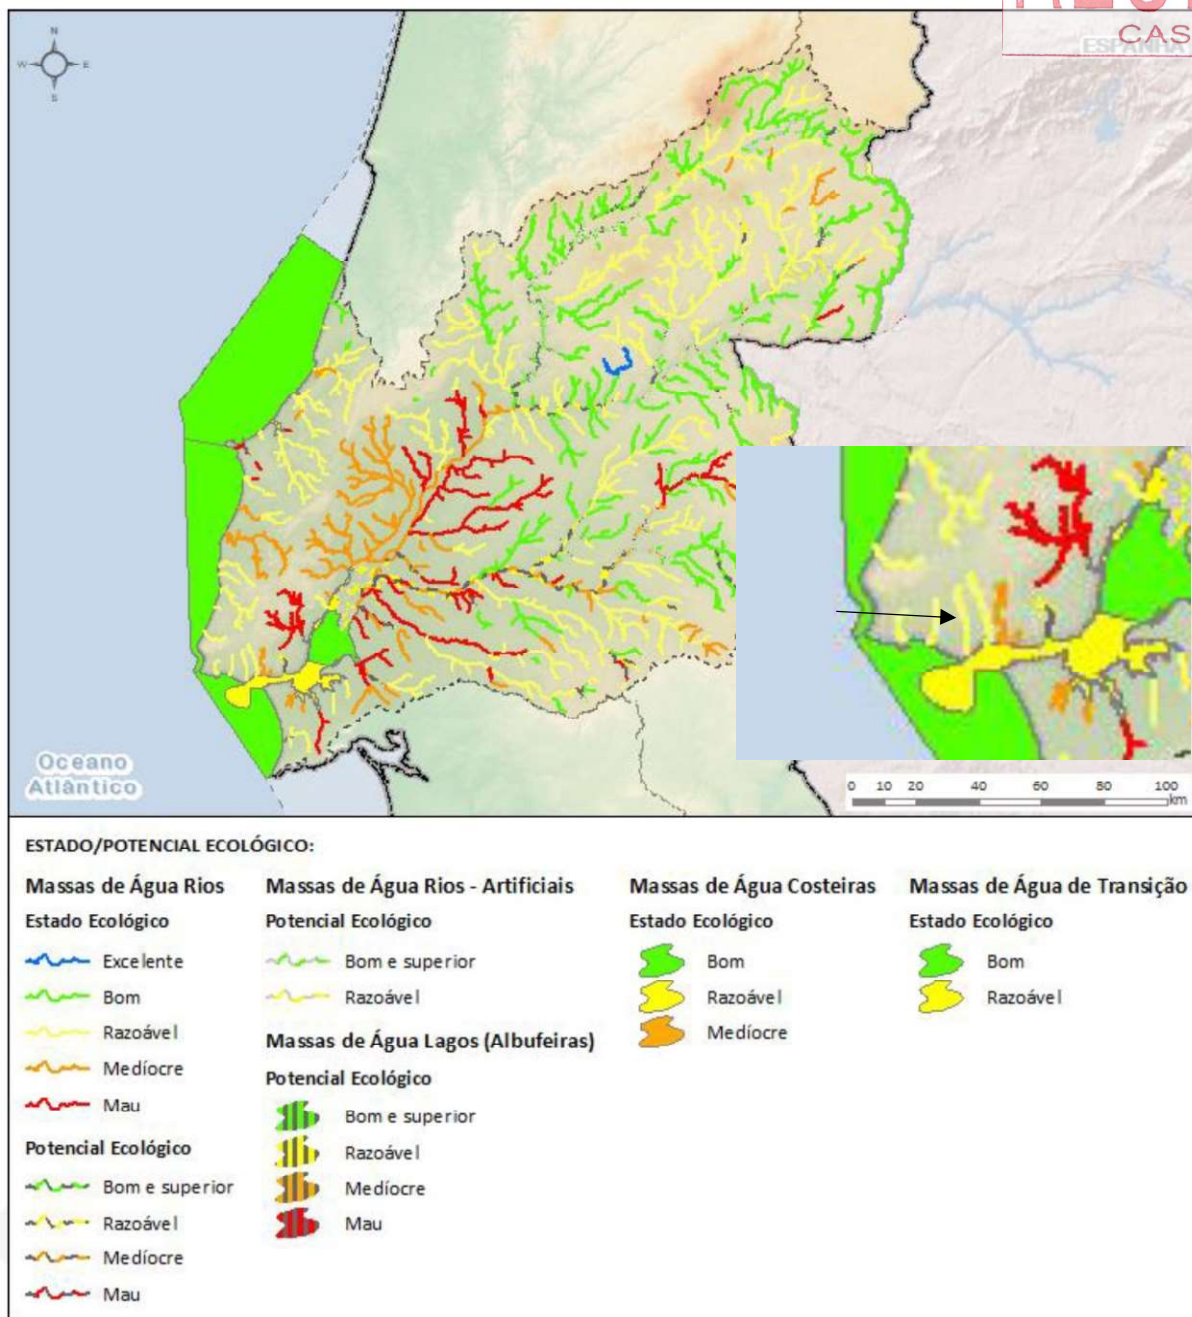 CAS
ESPANHA
N
W
E
S
Oceano
Atlântico
0 10 20 40 60 80 100
km
ESTADO/POTENCIAL ECOLÓGICO:
Massas de Água Rios
Estado Ecológico
Excelente
Bom
Razoável
Medíocre
Mau
Potencial Ecológico
Bom e superior
Razoável
Medíocre
Mau
Massas de Água Rios - Artificiais
Potencial Ecológico
Bom e superior
Razoável
Massas de Água Lagos (Albufeiras)
Potencial Ecológico
Bom e superior
Razoável
Medíocre
Mau
Massas de Água Costeiras
Estado Ecológico
Bom
Razoável
Medíocre
Massas de Água de Transição
Estado Ecológico
Bom
Razoável